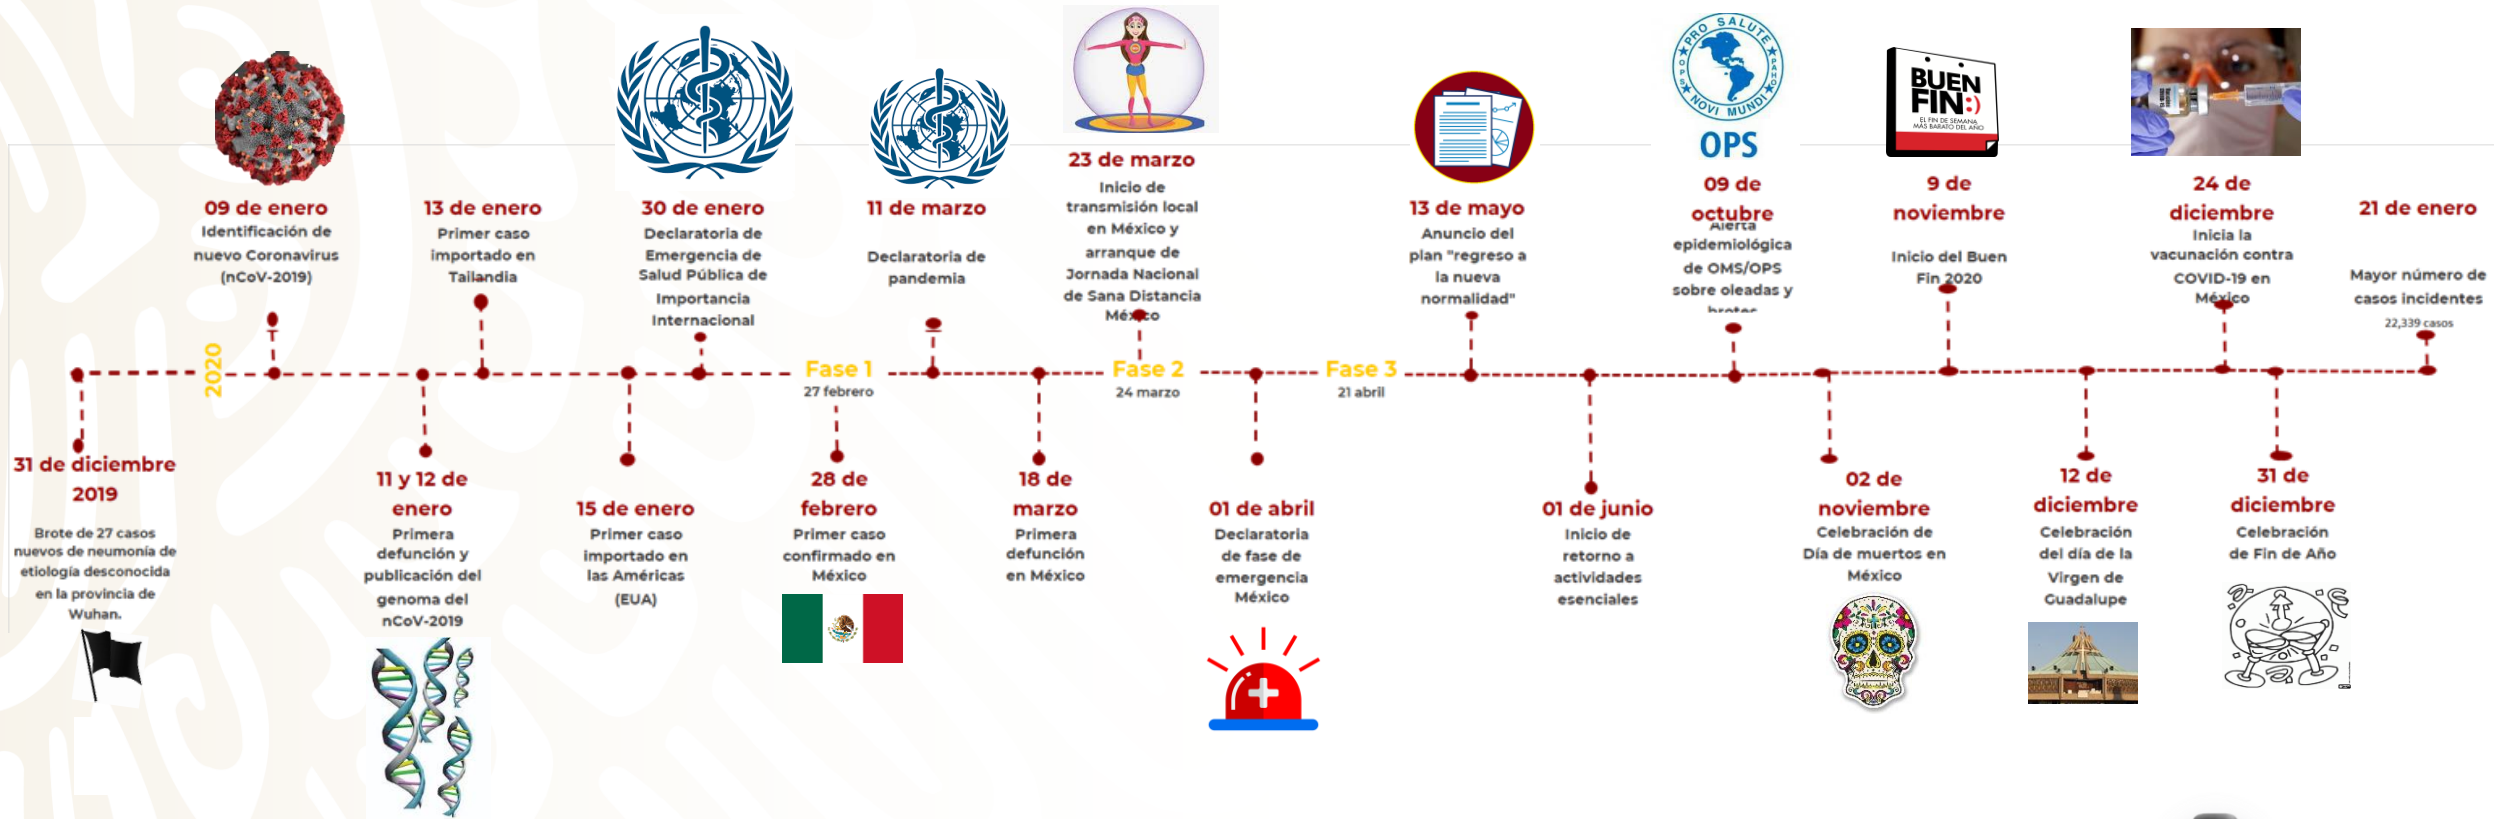 31 de diciembre
2019
Brote de 27 casos
nuevos de neumonía de
etiología desconocida
en la provincia de
Wuhan.
2020
09 de enero
Identificación de
nuevo Coronavirus
(nCoV-2019)
11 y 12 de
enero
Primera
defunción y
publicación del
genoma del
nCoV-2019
13 de enero
Primer caso
importado en
Tailandia
15 de enero
Primer caso
importado en
las Américas
(EUA)
30 de enero
Declaratoria de
Emergencia de
Salud Pública de
Importancia
Internacional
Fase 1
27 febrero
28 de
febrero
Primer caso
confirmado en
México
11 de marzo
Declaratoria de
pandemia
18 de
marzo
Primera
defunción
en México
23 de marzo
Inicio de
transmisión local
en México y
arranque de
Jornada Nacional
de Sana Distancia
México
Fase 2
24 marzo
01 de abril
Declaratoria
de fase de
emergencia
México
Fase 3
21 abril
13 de mayo
Anuncio del
plan "regreso a
la nueva
normalidad"
01 de junio
Inicio de
retorno a
actividades
esenciales
PRO SALUTE
OPS PAHO
NOVI MUNDI
OPS
09 de
octubre
Alerta
epidemiológica
de OMS/OPS
sobre oleadas y
brotes
02 de
noviembre
Celebración de
Día de muertos en
México
BUEN
FIN:)
EL FIN DE SEMANA
MÁS BARATO DEL AÑO
9 de
noviembre
Inicio del Buen
Fin 2020
12 de
diciembre
Celebración
del día de la
Virgen de
Guadalupe
24 de
diciembre
Inicia la
vacunación contra
COVID-19 en
México
31 de
diciembre
Celebración
de Fin de Año
21 de enero
Mayor número de
casos incidentes
22,339 casos